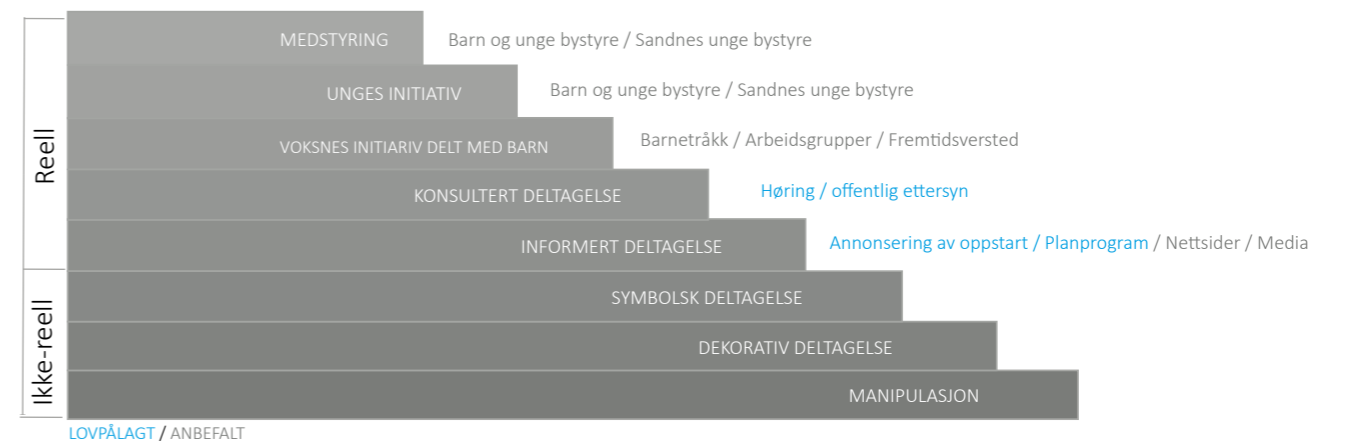 Reell
MEDSTYRING
Barn og unge bystyre / Sandnes unge bystyre
UNGES INITIATIV
Barn og unge bystyre / Sandnes unge bystyre
VOKSNES INITIARIV DELT MED BARN
Barnetråkk / Arbeidsgrupper / Fremtidsversted
KONSULTERT DELTAGELSE
Høring / offentlig ettersyn
INFORMERT DELTAGELSE
Annonsering av oppstart / Planprogram / Nettsider / Media
Ikke-reell
SYMBOLSK DELTAGELSE
DEKORATIV DELTAGELSE
MANIPULASJON
LOVPÅLAGT / ANBEFALT